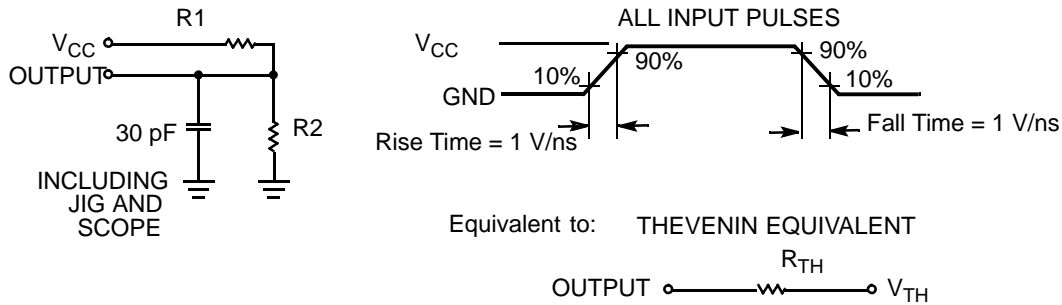 R1
VCC
OUTPUT
30 pF
R2
INCLUDING
JIG AND
SCOPE
ALL INPUT PULSES
VCC
GND
10%
90%
90%
10%
Rise Time = 1 V/ns
Fall Time = 1 V/ns
Equivalent to: THEVENIN EQUIVALENT
RTH
OUTPUT
VTH